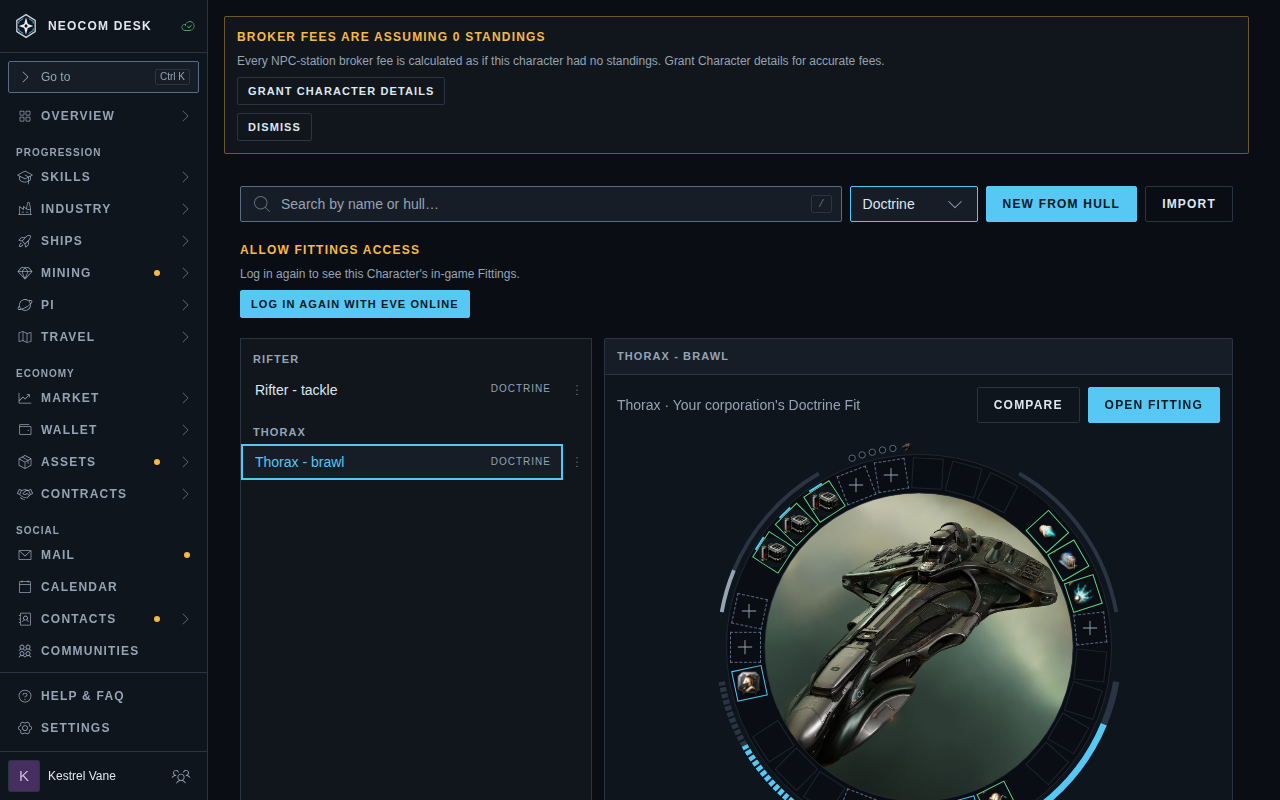 NEOCOM DESK
Go to
Ctrl K
OVERVIEW
PROGRESSION
SKILLS
INDUSTRY
SHIPS
MINING
PI
TRAVEL
ECONOMY
MARKET
WALLET
ASSETS
CONTRACTS
SOCIAL
MAIL
CALENDAR
CONTACTS
COMMUNITIES
HELP & FAQ
SETTINGS
K
Kestrel Vane
BROKER FEES ARE ASSUMING 0 STANDINGS
Every NPC-station broker fee is calculated as if this character had no standings. Grant Character details for accurate fees.
GRANT CHARACTER DETAILS
DISMISS
Search by name or hull…
/
Doctrine
NEW FROM HULL
IMPORT
ALLOW FITTINGS ACCESS
Log in again to see this Character's in-game Fittings.
LOG IN AGAIN WITH EVE ONLINE
RIFTER
Rifter - tackle
DOCTRINE
THORAX
Thorax - brawl
DOCTRINE
THORAX - BRAWL
Thorax · Your corporation's Doctrine Fit
COMPARE
OPEN FITTING